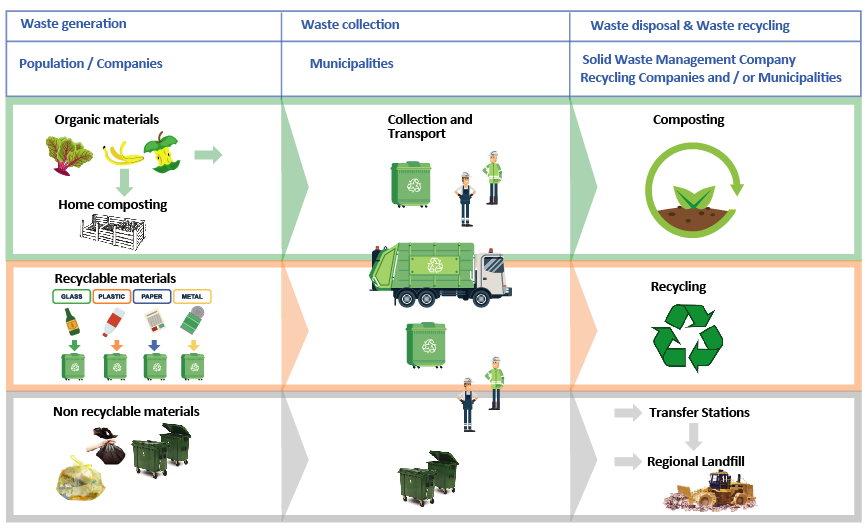 Waste generation
Waste collection
Waste disposal & Waste recycling
Population / Companies
Municipalities
Solid Waste Management Company
Recycling Companies and / or Municipalities
Organic materials
Home composting
Collection and
Transport
Composting
Recyclable materials
GLASS
PLASTIC
PAPER
METAL
Recycling
Non recyclable materials
Transfer Stations
Regional Landfill